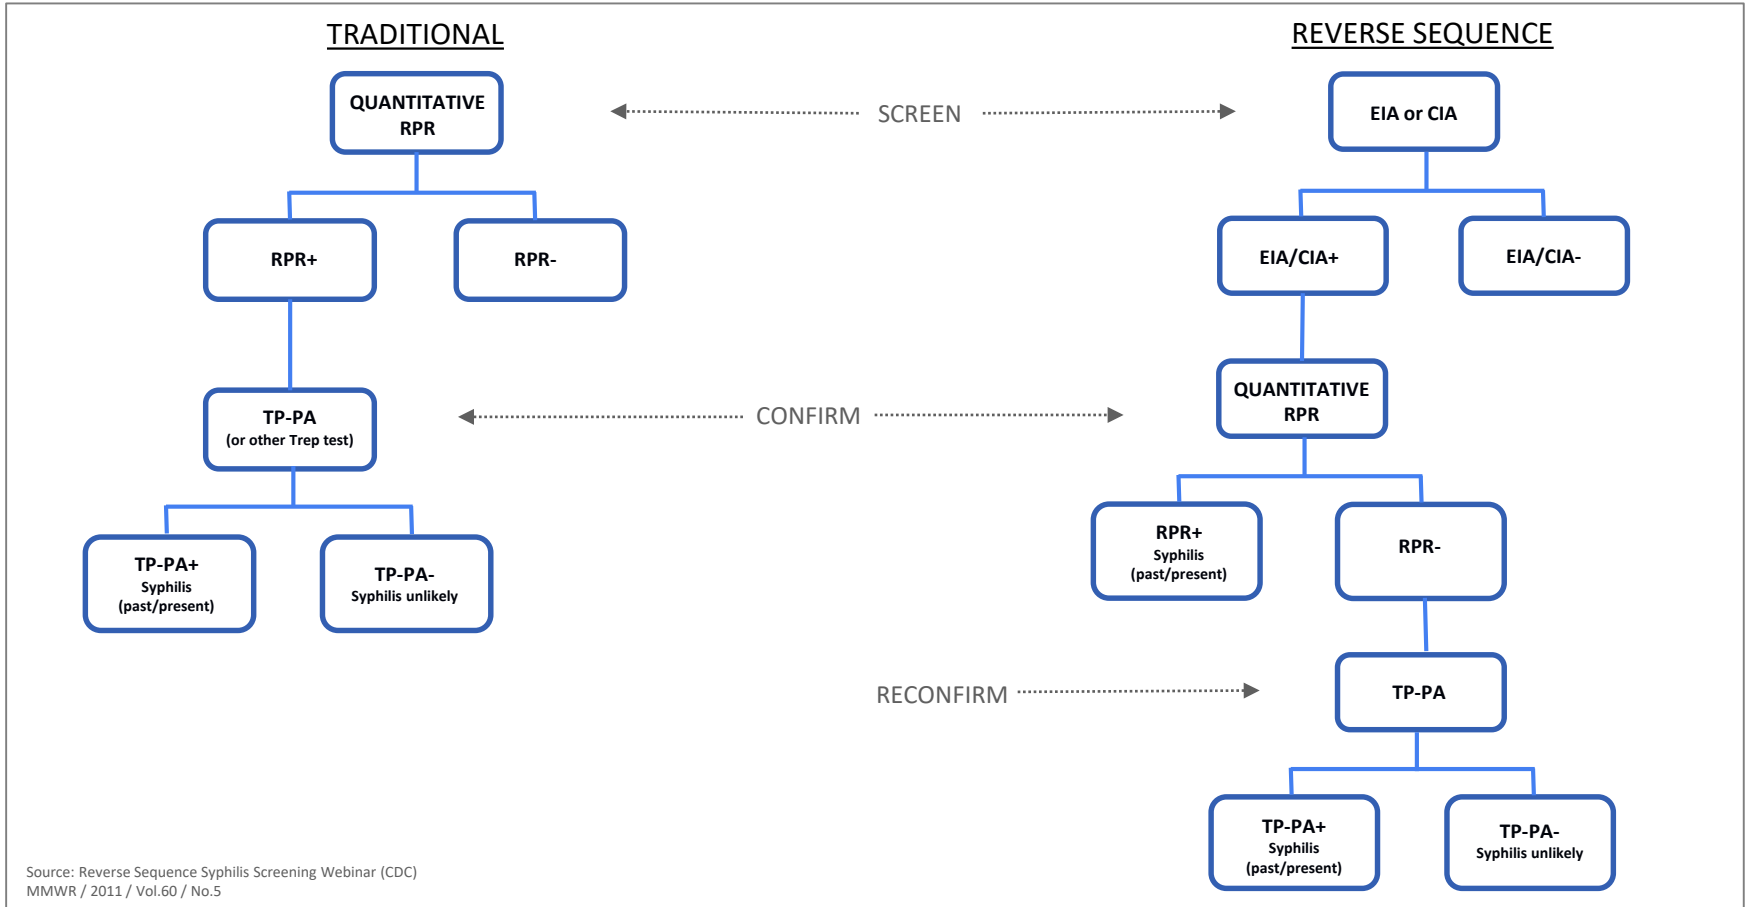 TRADITIONAL
REVERSE SEQUENCE
QUANTITATIVE
RPR
SCREEN
EIA or CIA
RPR+
RPR-
EIA/CIA+
EIA/CIA-
TP-PA
(or other Trep test)
CONFIRM
QUANTITATIVE
RPR
TP-PA+
Syphilis
(past/present)
TP-PA-
Syphilis unlikely
RPR+
Syphilis
(past/present)
RPR-
RECONFIRM
TP-PA
TP-PA+
Syphilis
(past/present)
TP-PA-
Syphilis unlikely
Source: Reverse Sequence Syphilis Screening Webinar (CDC)
MMWR / 2011 / Vol.60 / No.5